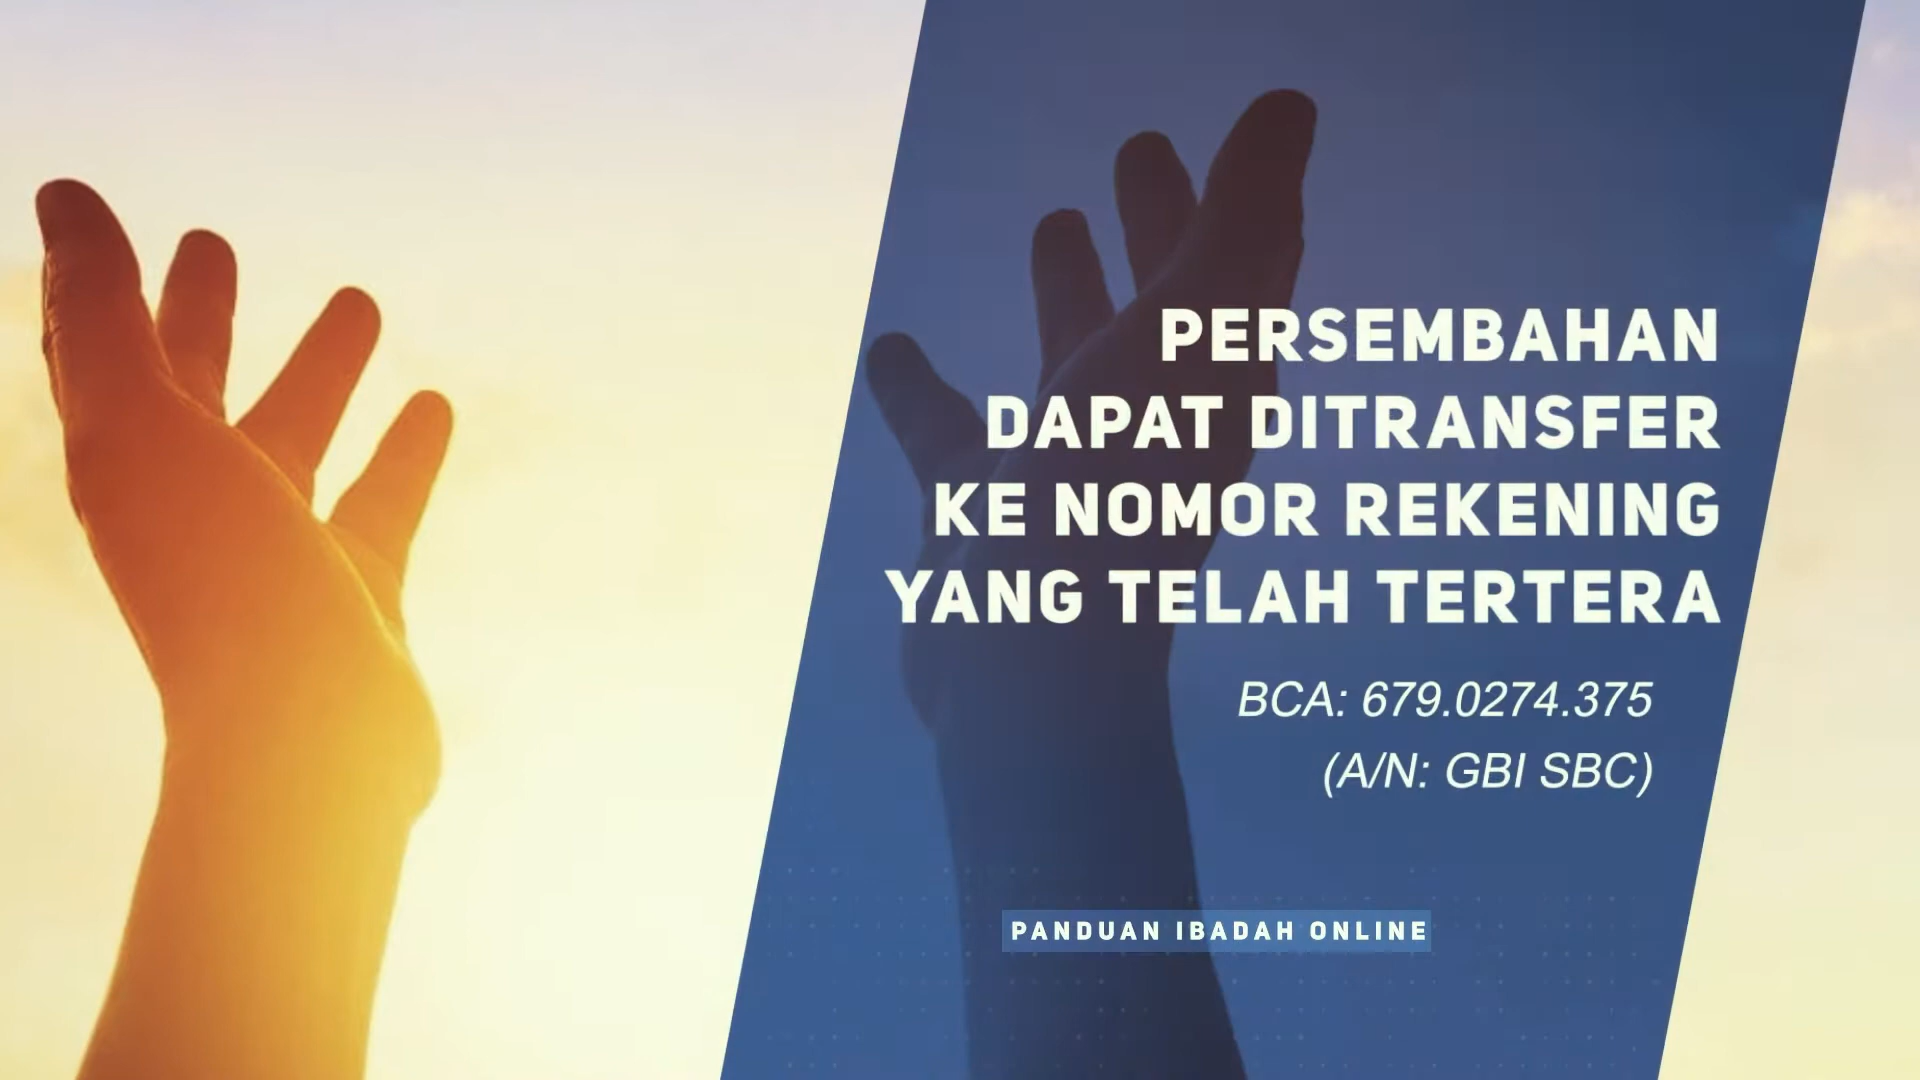 PERSEMBAHAN
DAPAT DITRANSFER
KE NOMOR REKENING
YANG TELAH TERTERA
BCA: 679.0274.375
(A/N: GBI SBC)
PANDUAN IBADAH ONLINE